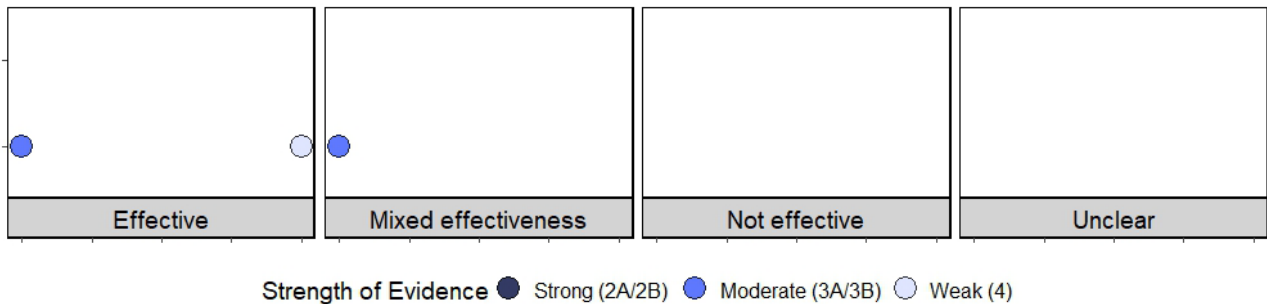 Effective Mixed effectiveness Not effective Unclear
Strength of Evidence Strong (2A/2B) Moderate (3A/3B) Weak (4)